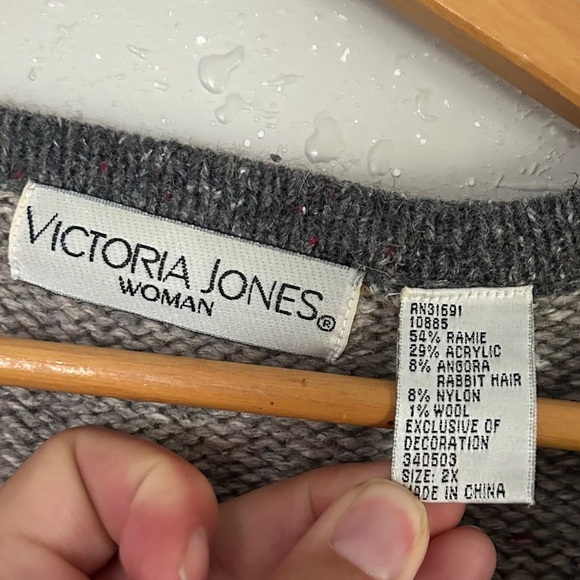 VICTORIA JONES®
WOMAN
RN31691
10885
54% RAMIE
29% ACRYLIC
8% ANGORA
RABBIT HAIR
8% NYLON
1% WOOL
EXCLUSIVE OF
DECORATION
340503
SIZE: 2X
MADE IN CHINA